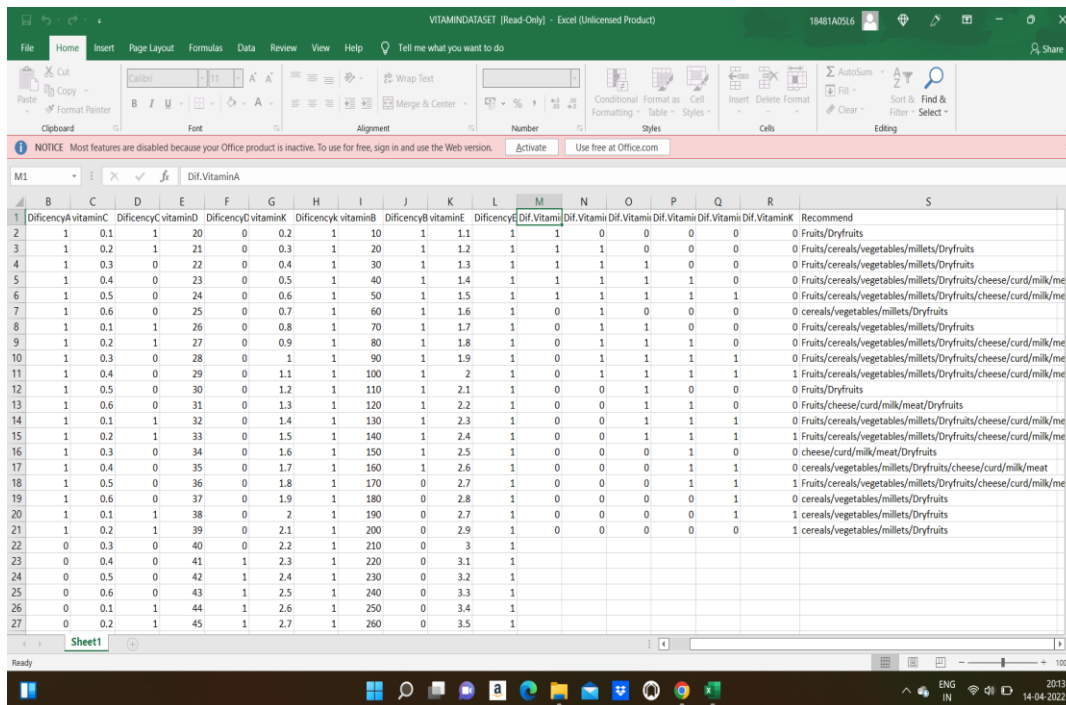 VITAMINDATASET [Read-Only] - Excel (Unlicensed Product) 18481A05L6
File Home Insert Page Layout Formulas Data Review View Help Tell me what you want to do Share
Paste Cut Copy Format Painter Calibri 11 Wrap Text Merge & Center Conditional Formatting Format as Table Cell Styles Insert Delete Format AutoSum Fill Clear Sort & Filter Find & Select
Clipboard Font Alignment Number Styles Cells Editing
NOTICE Most features are disabled because your Office product is inactive. To use for free, sign in and use the Web version. Activate Use free at Office.com
M1 fx Dif.VitaminA
B C D E F G H I J K L M N O P Q R S
1 DificencyA vitaminC DificencyC vitaminD DificencyD vitaminK Dificencyk vitaminB DificencyB vitaminE DificencyE Dif.Vitami Dif.Vitami Dif.Vitami Dif.Vitami Dif.Vitami Dif.VitaminK Recommend
2 1 0.1 1 20 0 0.2 1 10 1 1.1 1 1 0 0 0 0 0 Fruits/Dryfruits
3 1 0.2 1 21 0 0.3 1 20 1 1.2 1 1 1 0 0 0 0 Fruits/cereals/vegetables/millets/Dryfruits
4 1 0.3 0 22 0 0.4 1 30 1 1.3 1 1 1 1 0 0 0 Fruits/cereals/vegetables/millets/Dryfruits
5 1 0.4 0 23 0 0.5 1 40 1 1.4 1 1 1 1 1 0 0 Fruits/cereals/vegetables/millets/Dryfruits/cheese/curd/milk/me
6 1 0.5 0 24 0 0.6 1 50 1 1.5 1 1 1 1 1 1 0 Fruits/cereals/vegetables/millets/Dryfruits/cheese/curd/milk/me
7 1 0.6 0 25 0 0.7 1 60 1 1.6 1 0 1 0 0 0 0 cereals/vegetables/millets/Dryfruits
8 1 0.1 1 26 0 0.8 1 70 1 1.7 1 0 1 1 0 0 0 Fruits/cereals/vegetables/millets/Dryfruits
9 1 0.2 1 27 0 0.9 1 80 1 1.8 1 0 1 1 1 0 0 Fruits/cereals/vegetables/millets/Dryfruits/cheese/curd/milk/me
10 1 0.3 0 28 0 1 1 90 1 1.9 1 0 1 1 1 1 0 Fruits/cereals/vegetables/millets/Dryfruits/cheese/curd/milk/me
11 1 0.4 0 29 0 1.1 1 100 1 2 1 0 1 1 1 1 1 Fruits/cereals/vegetables/millets/Dryfruits/cheese/curd/milk/me
12 1 0.5 0 30 0 1.2 1 110 1 2.1 1 0 0 1 0 0 0 Fruits/Dryfruits
13 1 0.6 0 31 0 1.3 1 120 1 2.2 1 0 0 1 1 0 0 Fruits/cheese/curd/milk/meat/Dryfruits
14 1 0.1 1 32 0 1.4 1 130 1 2.3 1 0 0 1 1 1 0 Fruits/cereals/vegetables/millets/Dryfruits/cheese/curd/milk/me
15 1 0.2 1 33 0 1.5 1 140 1 2.4 1 0 0 1 1 1 1 Fruits/cereals/vegetables/millets/Dryfruits/cheese/curd/milk/me
16 1 0.3 0 34 0 1.6 1 150 1 2.5 1 0 0 0 1 0 0 cheese/curd/milk/meat/Dryfruits
17 1 0.4 0 35 0 1.7 1 160 1 2.6 1 0 0 0 1 1 0 cereals/vegetables/millets/Dryfruits/cheese/curd/milk/meat
18 1 0.5 0 36 0 1.8 1 170 0 2.7 1 0 0 0 1 1 1 Fruits/cereals/vegetables/millets/Dryfruits/cheese/curd/milk/me
19 1 0.6 0 37 0 1.9 1 180 0 2.8 1 0 0 0 0 1 0 cereals/vegetables/millets/Dryfruits
20 1 0.1 1 38 0 2 1 190 0 2.7 1 0 0 0 0 1 1 cereals/vegetables/millets/Dryfruits
21 1 0.2 1 39 0 2.1 1 200 0 2.9 1 0 0 0 0 0 1 cereals/vegetables/millets/Dryfruits
22 0 0.3 0 40 0 2.2 1 210 0 3 1
23 0 0.4 0 41 1 2.3 1 220 0 3.1 1
24 0 0.5 0 42 1 2.4 1 230 0 3.2 1
25 0 0.6 0 43 1 2.5 1 240 0 3.3 1
26 0 0.1 1 44 1 2.6 1 250 0 3.4 1
27 0 0.2 1 45 1 2.7 1 260 0 3.5 1
Sheet1
Ready 100
ENG IN 20:13 14-04-2022